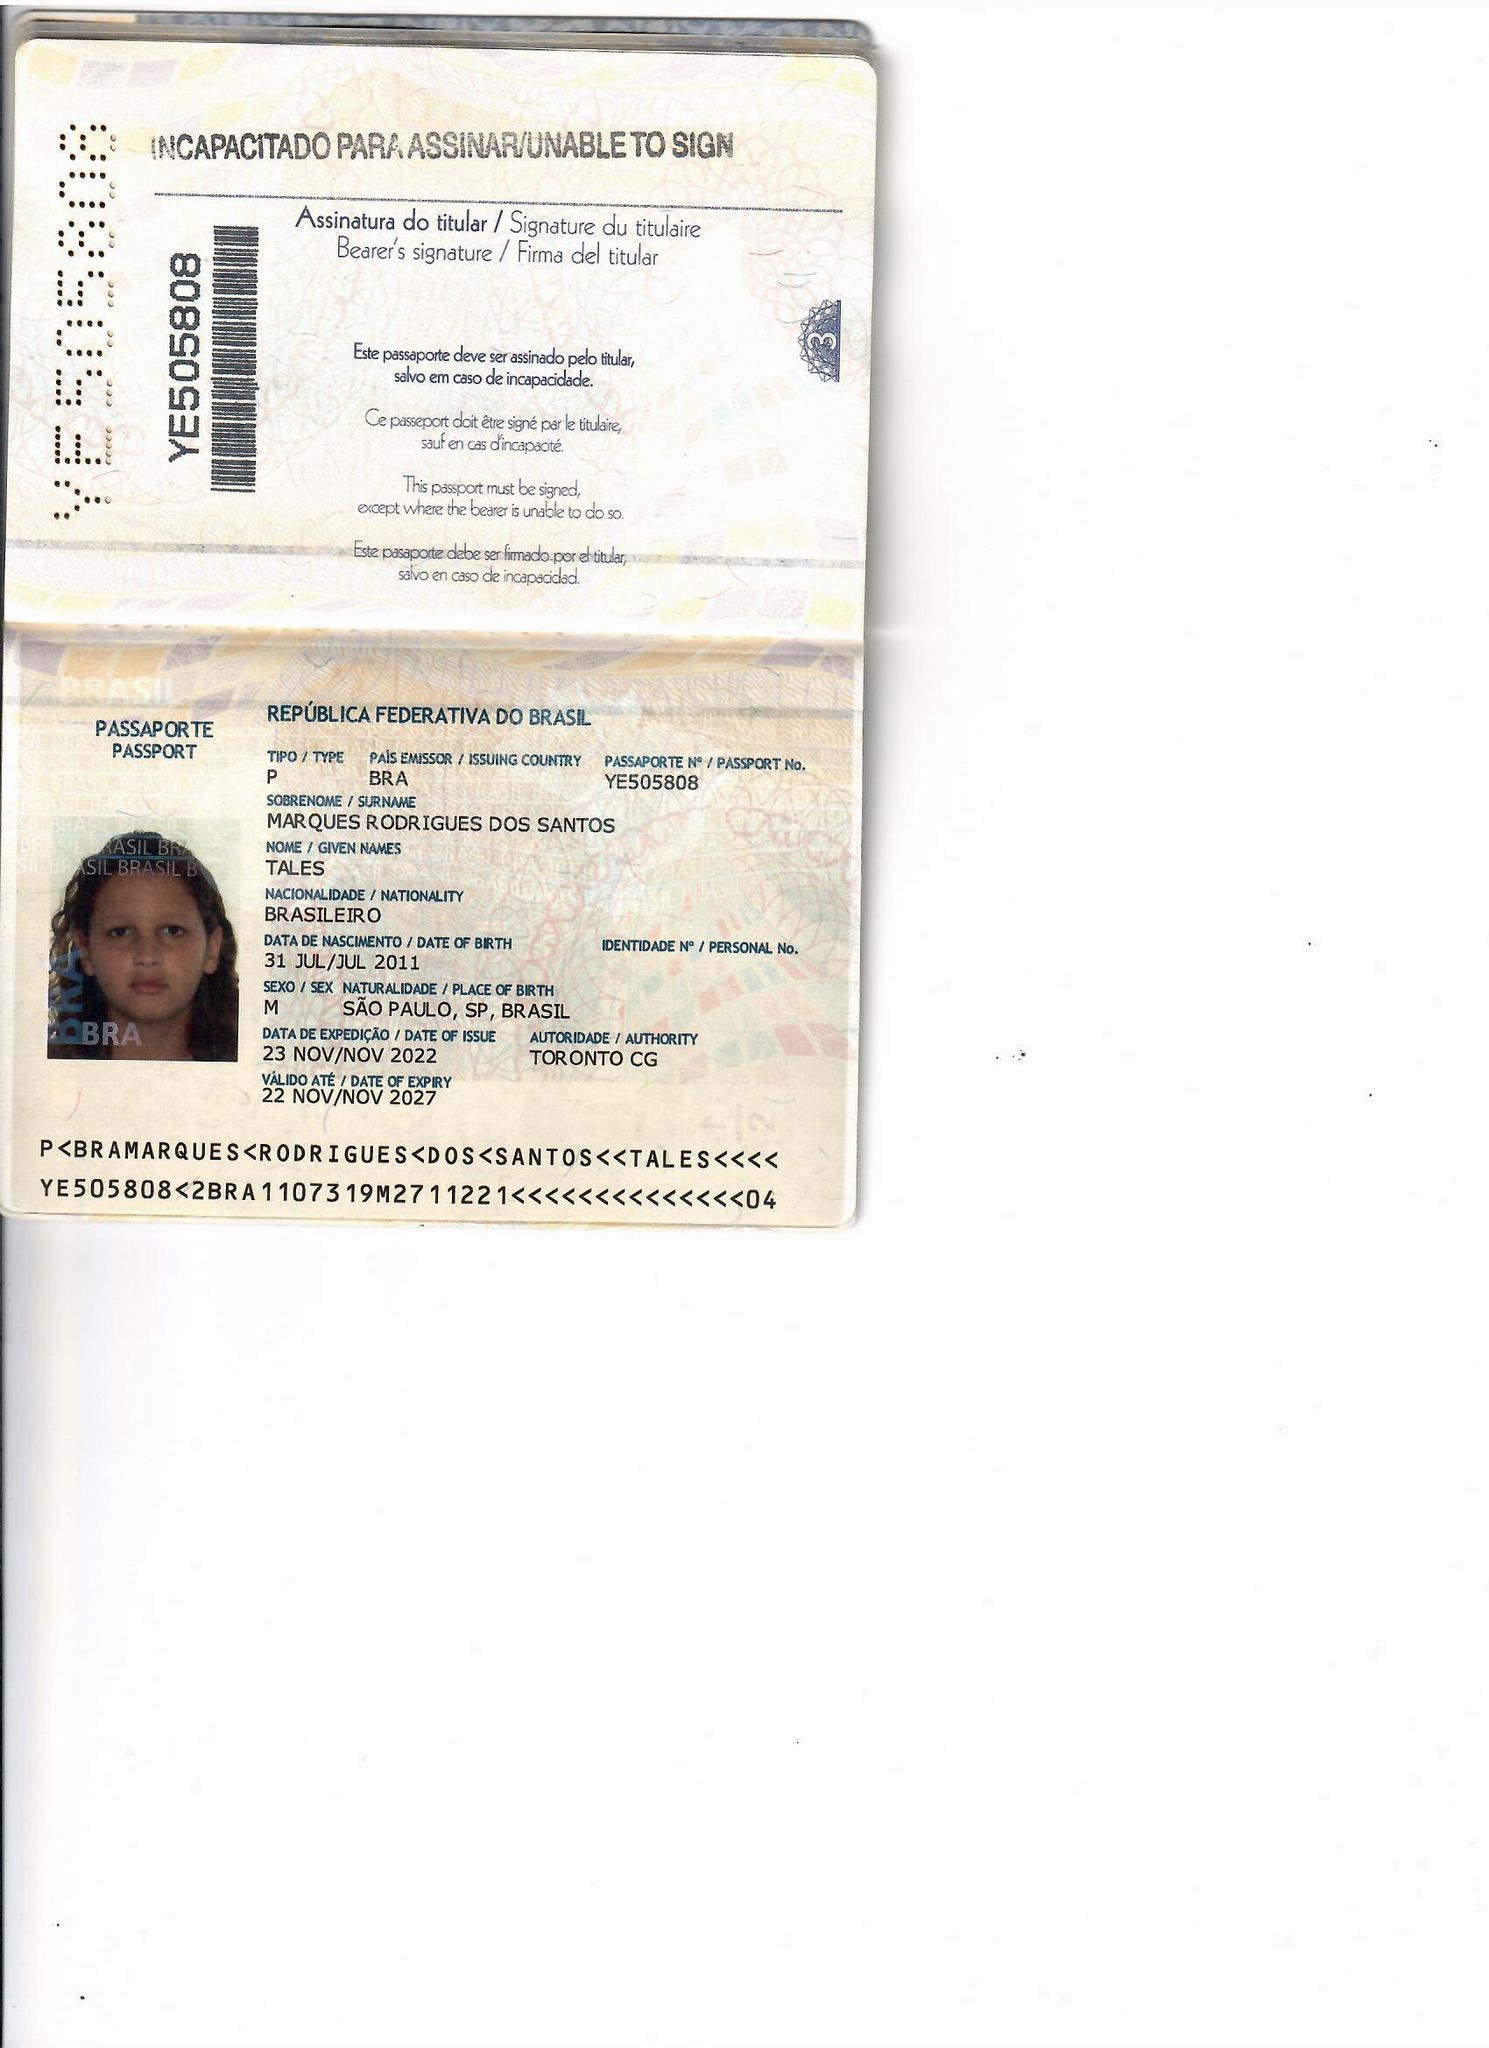 INCAPACITADO PARA ASSINAR/UNABLE TO SIGN
Assinatura do titular / Signature du titulaire
Bearer's signature / Firma del titular
YE505808
YE505808
3
Este passaporte deve ser assinado pelo titular,
salvo em caso de incapacidade.
Ce passeport doit être signé par le titulaire,
sauf en cas d'incapacité.
This passport must be signed,
except where the bearer is unable to do so.
Este pasaporte debe ser firmado por el titular,
salvo en caso de incapacidad.
BRASIL
PASSAPORTE
PASSPORT
REPÚBLICA FEDERATIVA DO BRASIL
TIPO / TYPE PAÍS EMISSOR / ISSUING COUNTRY PASSAPORTE Nº / PASSPORT No.
P BRA YE505808
SOBRENOME / SURNAME
MARQUES RODRIGUES DOS SANTOS
NOME / GIVEN NAMES
TALES
NACIONALIDADE / NATIONALITY
BRASILEIRO
DATA DE NASCIMENTO / DATE OF BIRTH IDENTIDADE Nº / PERSONAL No.
31 JUL/JUL 2011
SEXO / SEX NATURALIDADE / PLACE OF BIRTH
M SÃO PAULO, SP, BRASIL
DATA DE EXPEDIÇÃO / DATE OF ISSUE AUTORIDADE / AUTHORITY
23 NOV/NOV 2022 TORONTO CG
VÁLIDO ATÉ / DATE OF EXPIRY
22 NOV/NOV 2027
BRASIL BRASIL
BRA
BRA
P<BRAMARQUES<RODRIGUES<DOS<SANTOS<<TALES<<<<
YE505808<2BRA1107319M2711221<<<<<<<<<<<<<<04